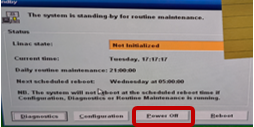 ndby
The system is standby for routine maintenance.
Status
Linac state: Not Initialized
Current time: Tuesday, 17:17:17
Daily routine maintenance: 21:00:00
Next scheduled reboot: Wednesday at 05:00:00
NB. The system will not reboot at the scheduled reboot time if
Configuration, Diagnostics or Routine Maintenance is running.
Diagnostics Configuration Power Off Reboot